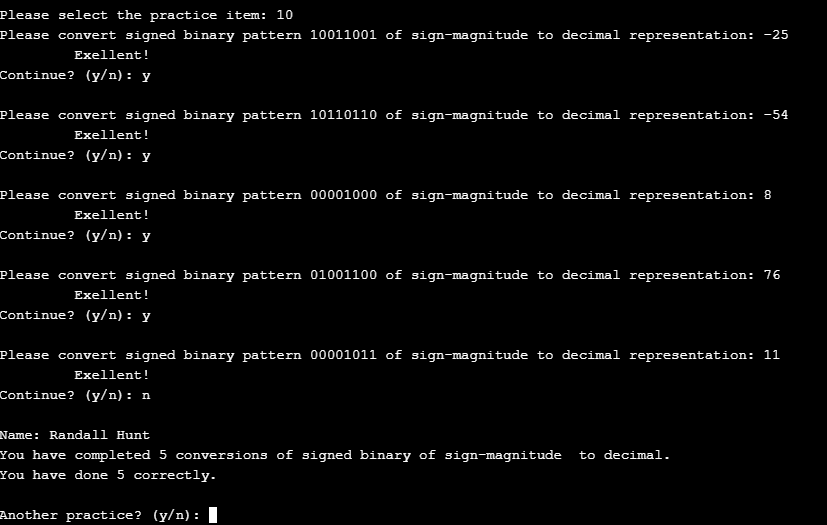 Please select the practice item: 10
Please convert signed binary pattern 10011001 of sign-magnitude to decimal representation: -25
Exellent!
Continue? (y/n): y
Please convert signed binary pattern 10110110 of sign-magnitude to decimal representation: -54
Exellent!
Continue? (y/n): y
Please convert signed binary pattern 00001000 of sign-magnitude to decimal representation: 8
Exellent!
Continue? (y/n): y
Please convert signed binary pattern 01001100 of sign-magnitude to decimal representation: 76
Exellent!
Continue? (y/n): y
Please convert signed binary pattern 00001011 of sign-magnitude to decimal representation: 11
Exellent!
Continue? (y/n): n
Name: Randall Hunt
You have completed 5 conversions of signed binary of sign-magnitude  to decimal.
You have done 5 correctly.
Another practice? (y/n):